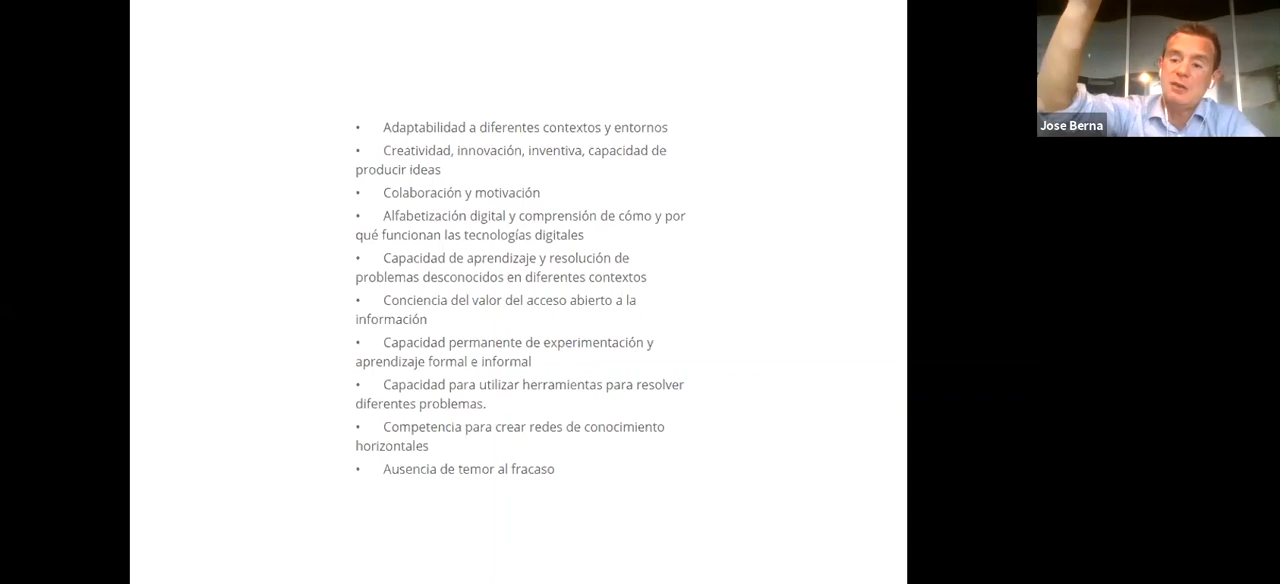 • Adaptabilidad a diferentes contextos y entornos
• Creatividad, innovación, inventiva, capacidad de
producir ideas
• Colaboración y motivación
• Alfabetización digital y comprensión de cómo y por
qué funcionan las tecnologías digitales
• Capacidad de aprendizaje y resolución de
problemas desconocidos en diferentes contextos
• Conciencia del valor del acceso abierto a la
información
• Capacidad permanente de experimentación y
aprendizaje formal e informal
• Capacidad para utilizar herramientas para resolver
diferentes problemas.
• Competencia para crear redes de conocimiento
horizontales
• Ausencia de temor al fracaso
Jose Berna